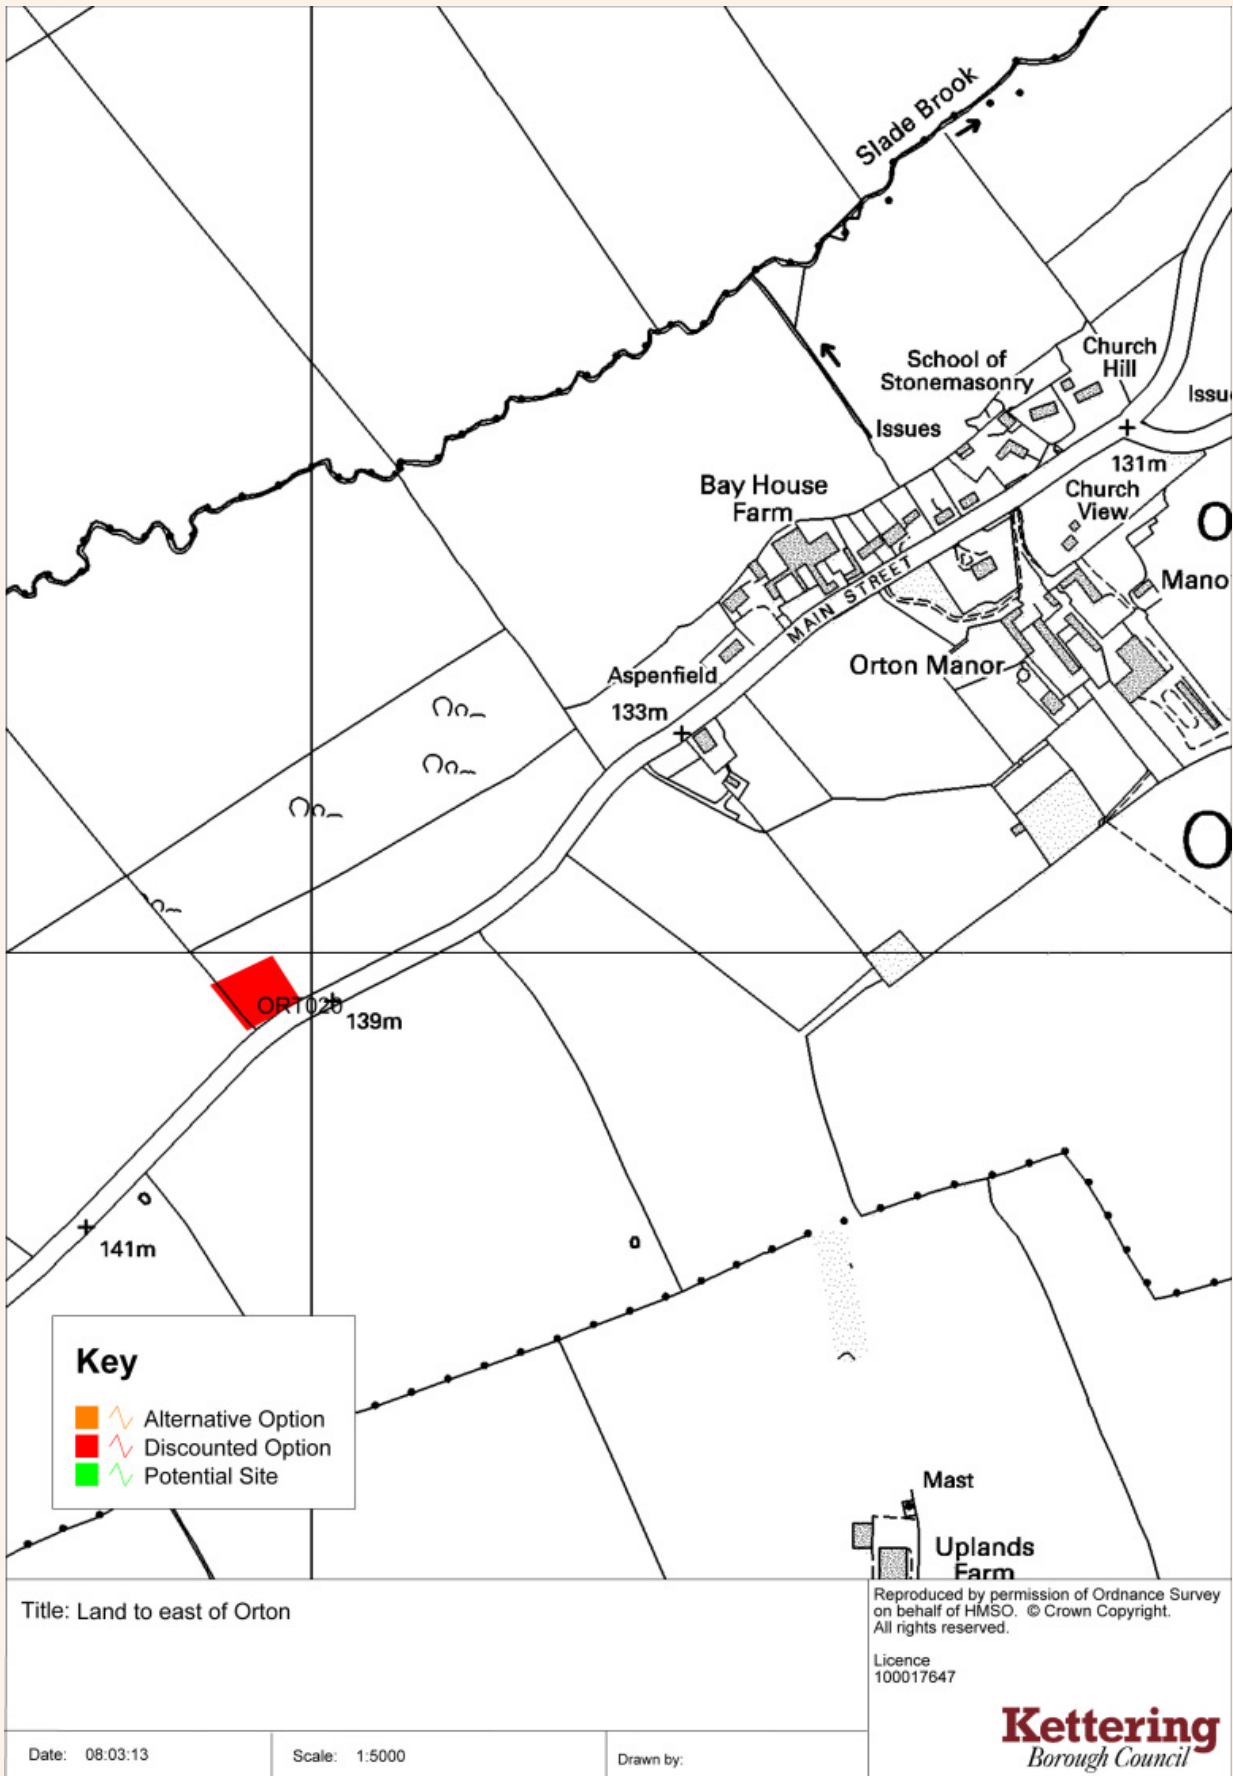 Slade Brook
School of
Stonemasonry
Church
Hill
Issues
131m
Bay House
Farm
Church
View
MAIN STREET
Orton Manor
Aspenfield
133m
ORT020
139m
141m
Key
Alternative Option
Discounted Option
Potential Site
Mast
Uplands
Farm
Title: Land to east of Orton
Reproduced by permission of Ordnance Survey
on behalf of HMSO. © Crown Copyright.
All rights reserved.
Licence
100017647
Kettering
Borough Council
Date: 08:03:13
Scale: 1:5000
Drawn by: